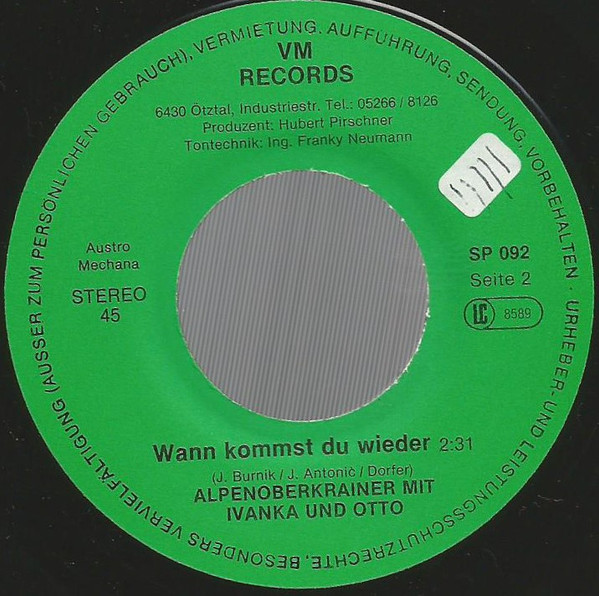 URHEBER- UND LEISTUNGSSCHUTZRECHTE, BESONDERS VERVIELFÄLTIGUNG (AUSSER ZUM PERSÖNLICHEN GEBRAUCH), VERMIETUNG, AUFFÜHRUNG, SENDUNG, VORBEHALTEN ·
VM
RECORDS
6430 Ötztal, Industriestr. Tel.: 05266 / 8126
Produzent: Hubert Pirschner
Tontechnik: Ing. Franky Neumann
Austro
Mechana
STEREO
45
SP 092
Seite 2
LC 8589
Wann kommst du wieder 2:31
(J. Burnik / J. Antonić / Dorfer)
ALPENOBERKRAINER MIT
IVANKA UND OTTO